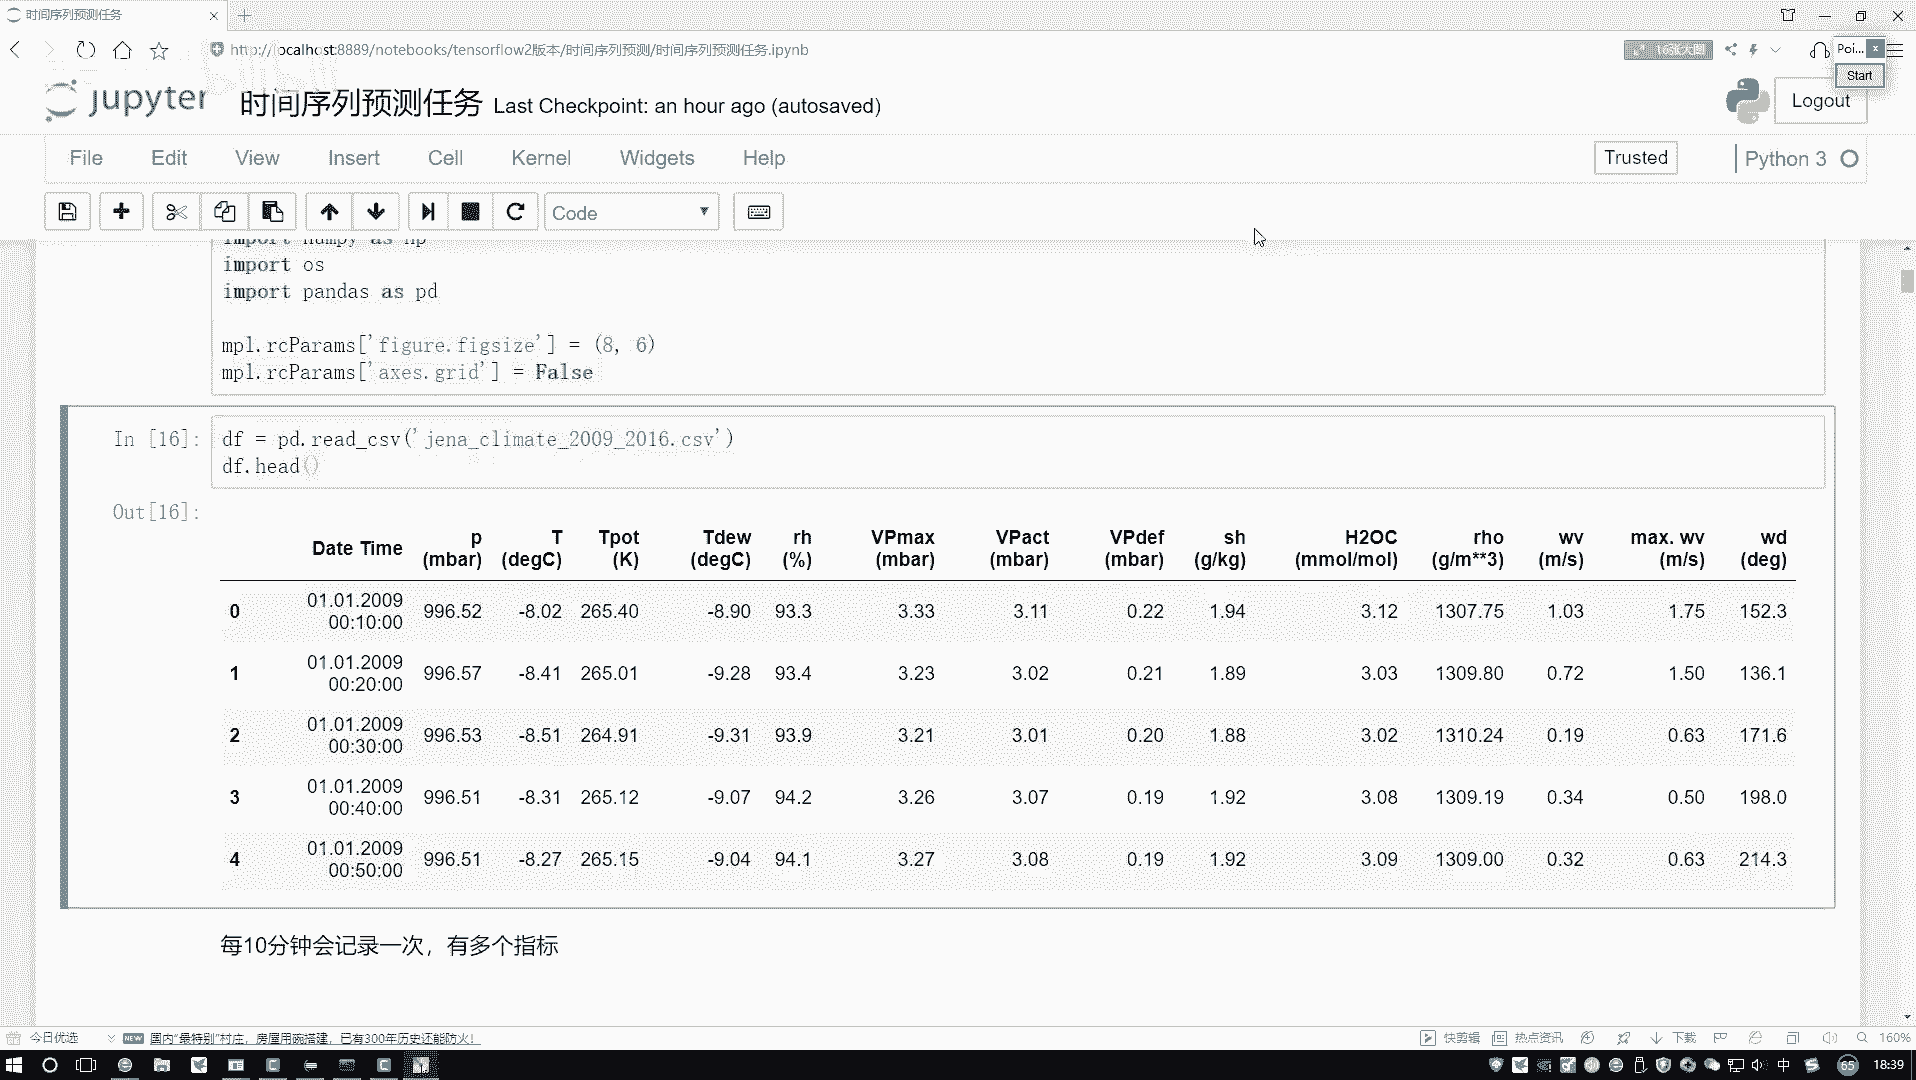 时间序列预测任务
http://localhost:8889/notebooks/tensorflow2版本/时间序列预测/时间序列预测任务.ipynb
16张大图
Poi...
Start
jupyter 时间序列预测任务 Last Checkpoint: an hour ago (autosaved)
Logout
File Edit View Insert Cell Kernel Widgets Help
Trusted
Python 3
Code
import numpy as np
import os
import pandas as pd
mpl.rcParams['figure.figsize'] = (8, 6)
mpl.rcParams['axes.grid'] = False
In [16]: df = pd.read_csv('jena_climate_2009_2016.csv')
df.head()
Out[16]:
Date Time p (mbar) T (degC) Tpot (K) Tdew (degC) rh (%) VPmax (mbar) VPact (mbar) VPdef (mbar) sh (g/kg) H2OC (mmol/mol) rho (g/m**3) wv (m/s) max. wv (m/s) wd (deg)
0 01.01.2009 00:10:00 996.52 -8.02 265.40 -8.90 93.3 3.33 3.11 0.22 1.94 3.12 1307.75 1.03 1.75 152.3
1 01.01.2009 00:20:00 996.57 -8.41 265.01 -9.28 93.4 3.23 3.02 0.21 1.89 3.03 1309.80 0.72 1.50 136.1
2 01.01.2009 00:30:00 996.53 -8.51 264.91 -9.31 93.9 3.21 3.01 0.20 1.88 3.02 1310.24 0.19 0.63 171.6
3 01.01.2009 00:40:00 996.51 -8.31 265.12 -9.07 94.2 3.26 3.07 0.19 1.92 3.08 1309.19 0.34 0.50 198.0
4 01.01.2009 00:50:00 996.51 -8.27 265.15 -9.04 94.1 3.27 3.08 0.19 1.92 3.09 1309.00 0.32 0.63 214.3
每10分钟会记录一次，有多个指标
今日优选
NEW 国内“最特别”村庄，房屋用碗搭建，已有300年历史还能防火！
快剪辑 热点资讯 下载 160%
中 65 18:39